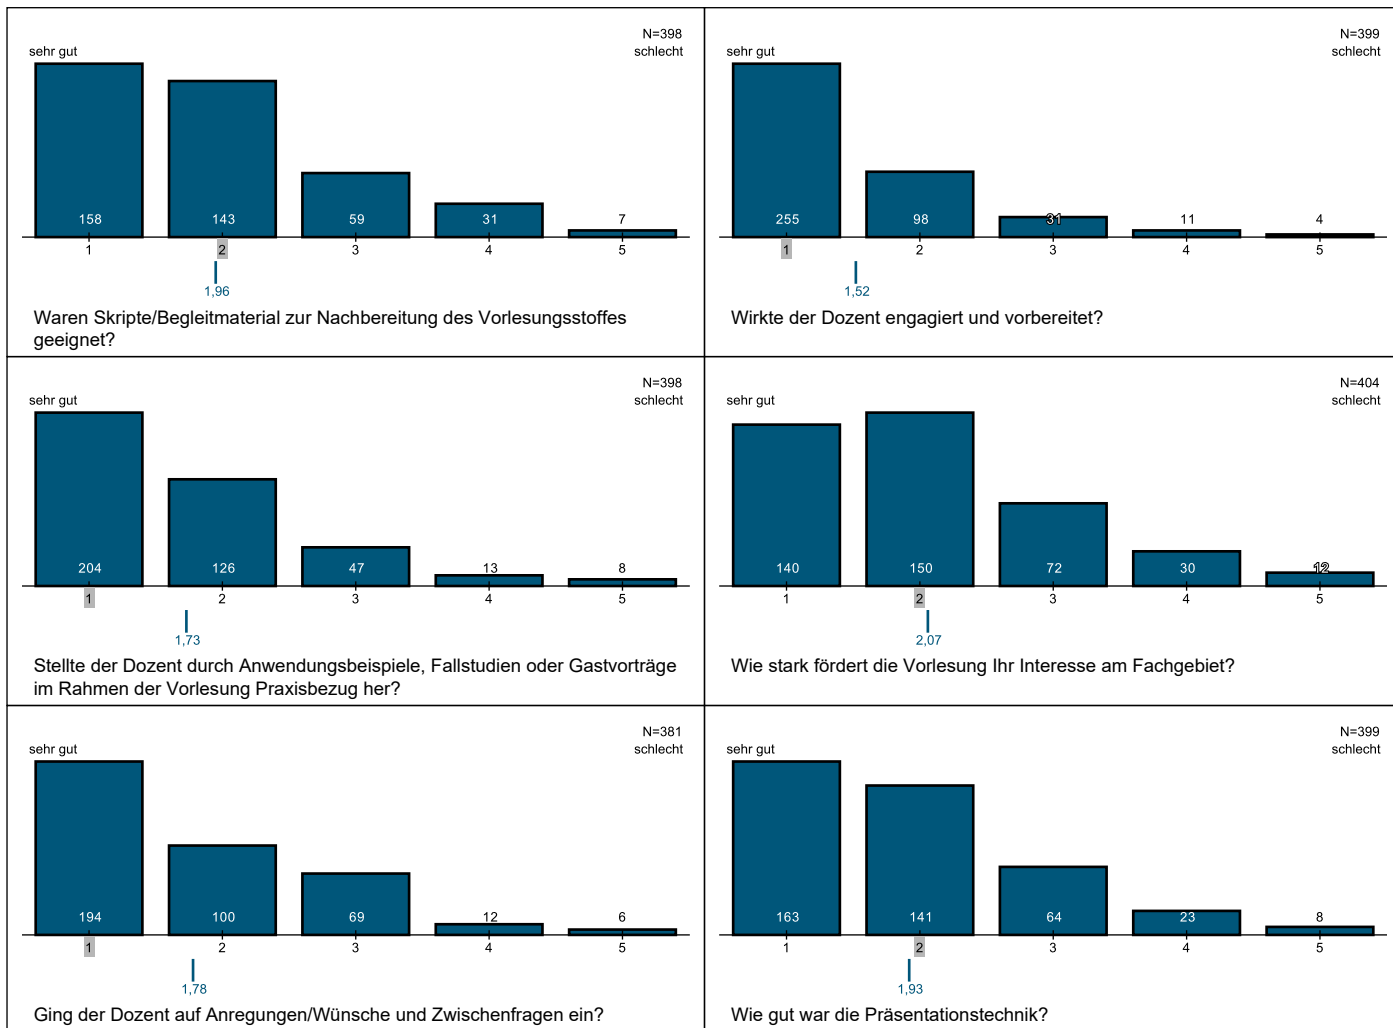 N=398
sehr gut schlecht
158 143 59 31 7
1 2 3 4 5
1,96
Waren Skripte/Begleitmaterial zur Nachbereitung des Vorlesungsstoffes
geeignet?
N=399
sehr gut schlecht
255 98 31 11 4
1 2 3 4 5
1,52
Wirkte der Dozent engagiert und vorbereitet?
N=398
sehr gut schlecht
204 126 47 13 8
1 2 3 4 5
1,73
Stellte der Dozent durch Anwendungsbeispiele, Fallstudien oder Gastvorträge
im Rahmen der Vorlesung Praxisbezug her?
N=404
sehr gut schlecht
140 150 72 30 12
1 2 3 4 5
2,07
Wie stark fördert die Vorlesung Ihr Interesse am Fachgebiet?
N=381
sehr gut schlecht
194 100 69 12 6
1 2 3 4 5
1,78
Ging der Dozent auf Anregungen/Wünsche und Zwischenfragen ein?
N=399
sehr gut schlecht
163 141 64 23 8
1 2 3 4 5
1,93
Wie gut war die Präsentationstechnik?